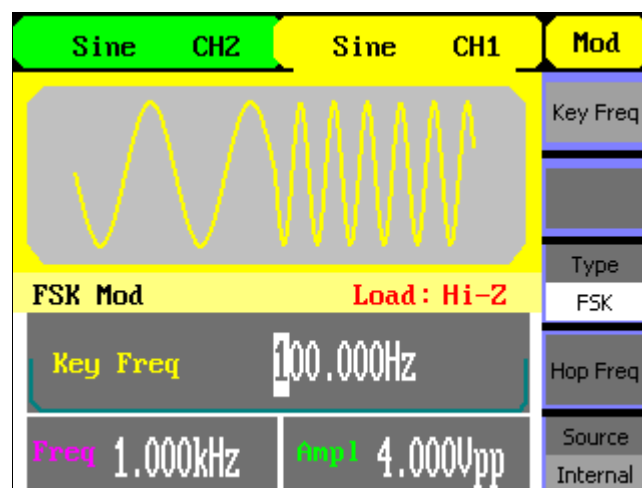 Sine CH2 Sine CH1 Mod
Key Freq
Type
FSK
FSK Mod Load: Hi-Z
Key Freq 100.000Hz
Hop Freq
Freq 1.000kHz Ampl 4.000Vpp
Source
Internal